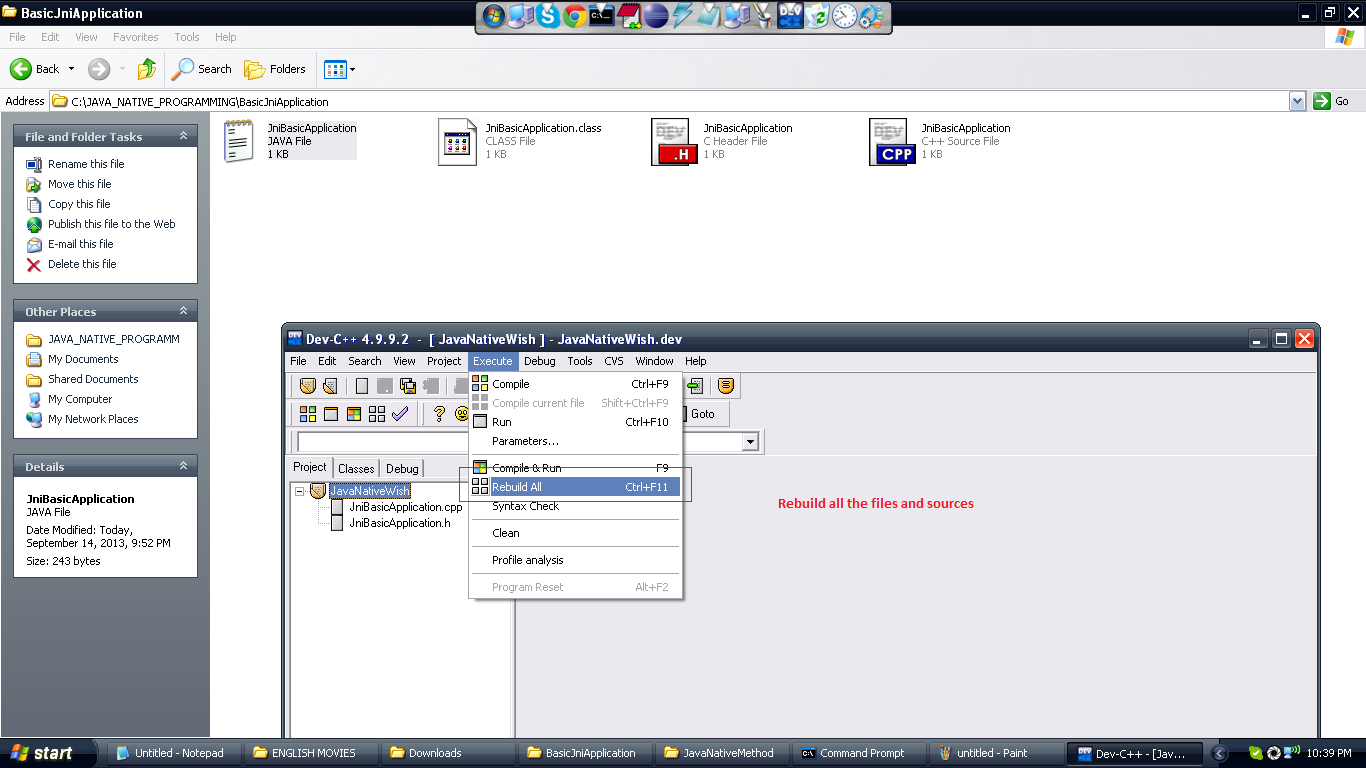 BasicJniApplication
File Edit View Favorites Tools Help
Back Search Folders
Address C:\JAVA_NATIVE_PROGRAMMING\BasicJniApplication Go
File and Folder Tasks
Rename this file
Move this file
Copy this file
Publish this file to the Web
E-mail this file
Delete this file
Other Places
JAVA_NATIVE_PROGRAMM
My Documents
Shared Documents
My Computer
My Network Places
Details
JniBasicApplication
JAVA File
Date Modified: Today,
September 14, 2013, 9:52 PM
Size: 243 bytes
JniBasicApplication
JAVA File
1 KB
JniBasicApplication.class
CLASS File
1 KB
DEV
.H
JniBasicApplication
C Header File
1 KB
DEV
CPP
JniBasicApplication
C++ Source File
1 KB
Dev-C++ 4.9.9.2 - [ JavaNativeWish ] - JavaNativeWish.dev
File Edit Search View Project Execute Debug Tools CVS Window Help
Goto
Project Classes Debug
JavaNativeWish
JniBasicApplication.cpp
JniBasicApplication.h
Compile Ctrl+F9
Compile current file Shift+Ctrl+F9
Run Ctrl+F10
Parameters...
Compile & Run F9
Rebuild All Ctrl+F11
Syntax Check
Clean
Profile analysis
Program Reset Alt+F2
Rebuild all the files and sources
start Untitled - Notepad ENGLISH MOVIES Downloads BasicJniApplication JavaNativeMethod Command Prompt untitled - Paint Dev-C++ - [Jav... 10:39 PM